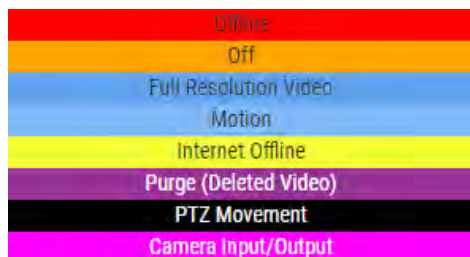 Offline
Off
Full Resolution Video
Motion
Internet Offline
Purge (Deleted Video)
PTZ Movement
Camera Input/Output